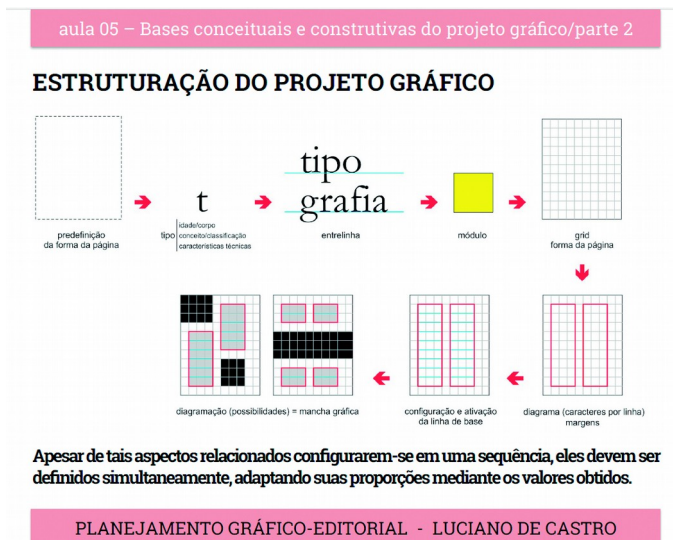 aula 05 – Bases conceituais e construtivas do projeto gráfico/parte 2
ESTRUTURAÇÃO DO PROJETO GRÁFICO
predefinição
da forma da página
t
tipo
idade/corpo
conceito/classificação
características técnicas
tipo
grafia
entrelinha
módulo
grid
forma da página
diagramação (possibilidades) = mancha gráfica
configuração e ativação
da linha de base
diagrama (caracteres por linha)
margens
Apesar de tais aspectos relacionados configurarem-se em uma sequência, eles devem ser
definidos simultaneamente, adaptando suas proporções mediante os valores obtidos.
PLANEJAMENTO GRÁFICO-EDITORIAL - LUCIANO DE CASTRO